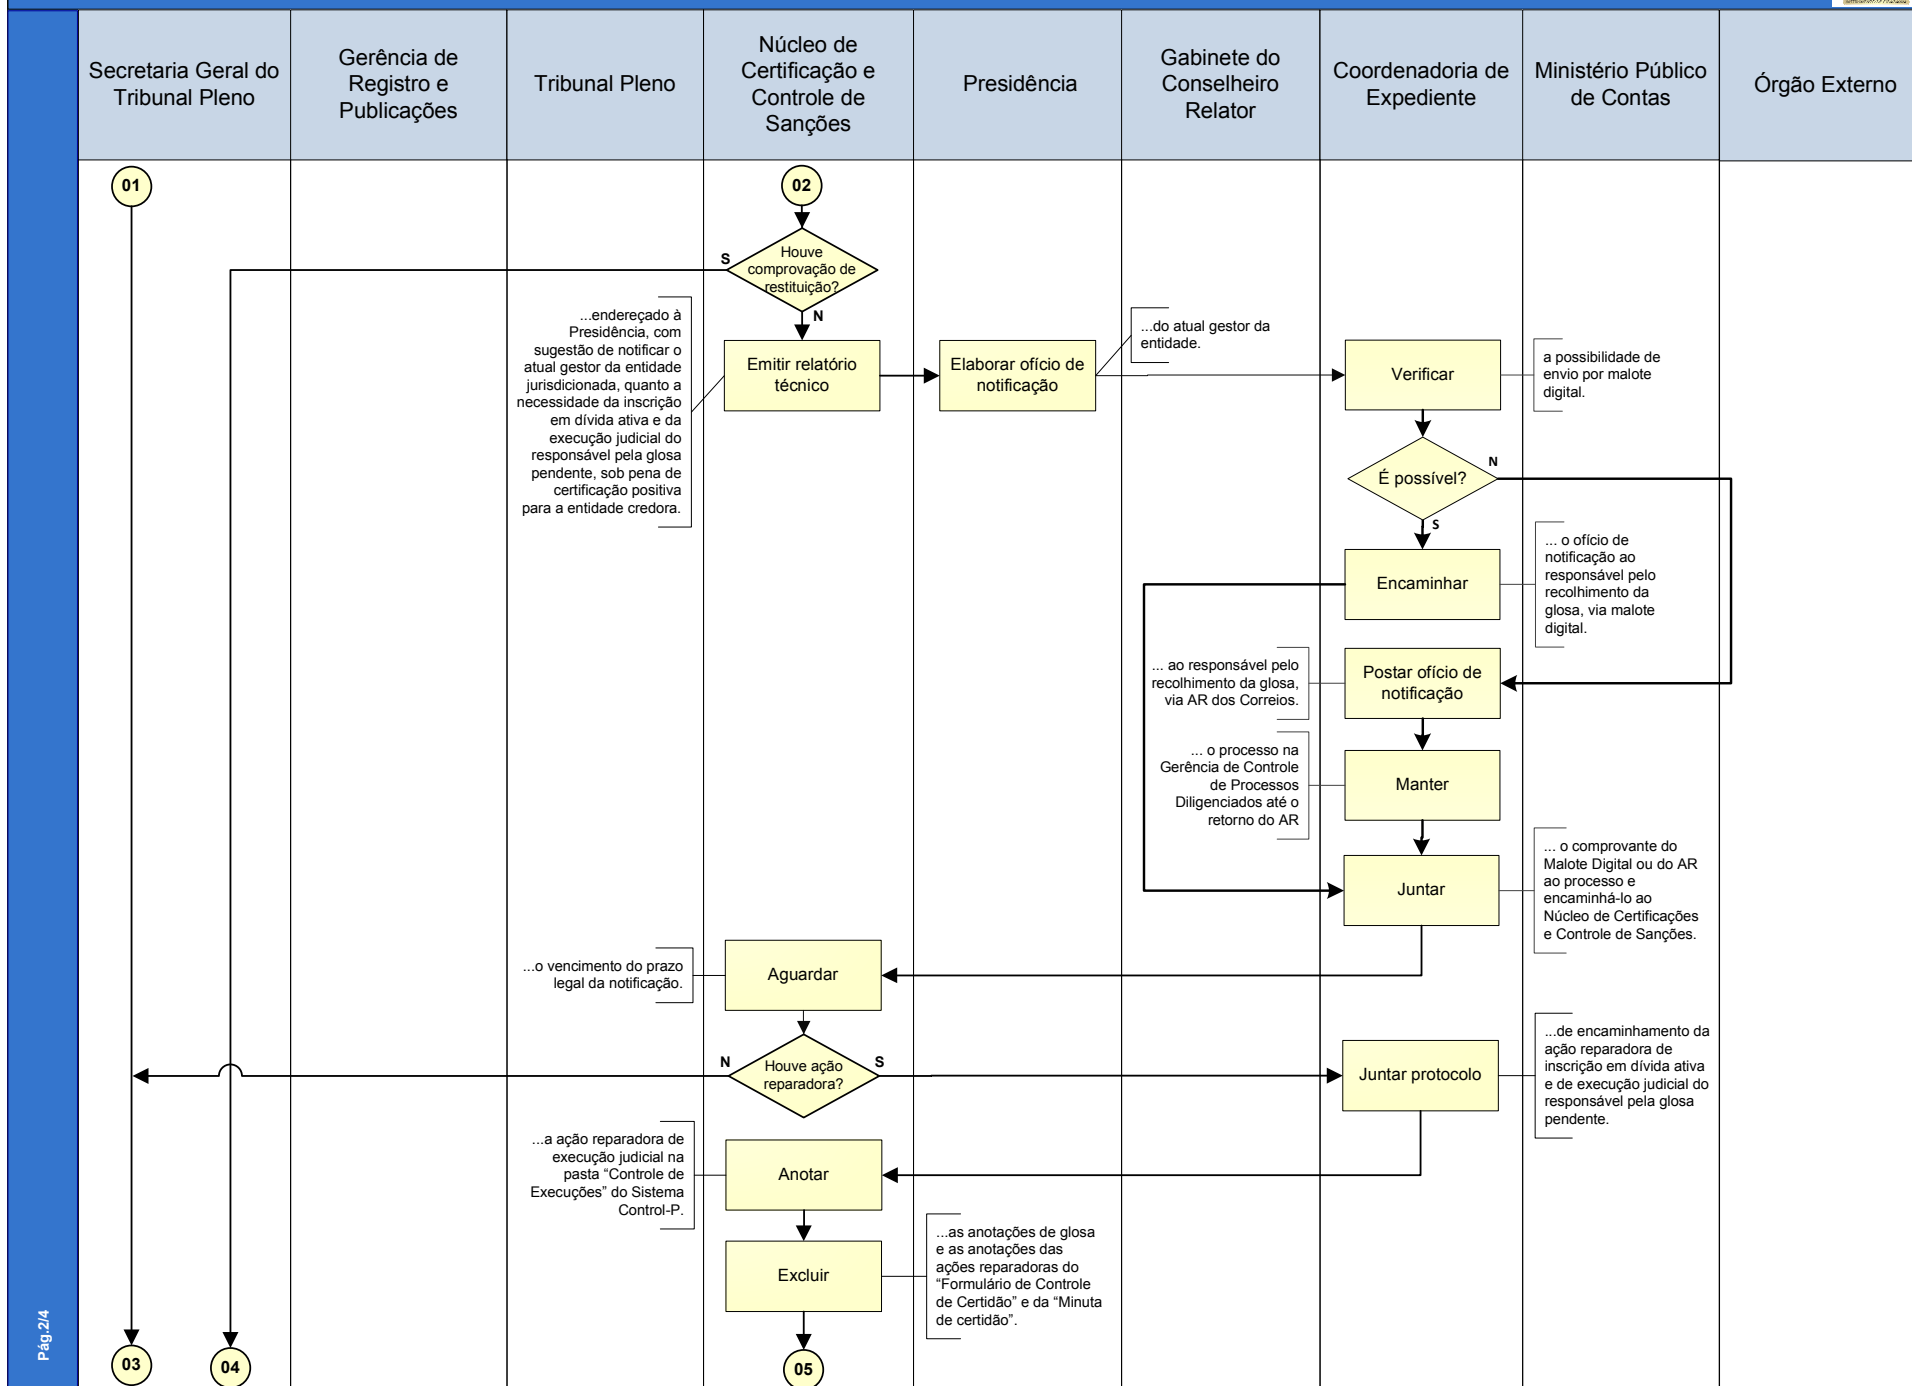 Secretaria Geral do
Tribunal Pleno
Gerência de
Registro e
Publicações
Tribunal Pleno
Núcleo de
Certificação e
Controle de
Sanções
Presidência
Gabinete do
Conselheiro
Relator
Coordenadoria de
Expediente
Ministério Público
de Contas
Órgão Externo
01
02
Houve
comprovação de
restituição?
S
N
...endereçado à
Presidência, com
sugestão de notificar o
atual gestor da entidade
jurisdicionada, quanto a
necessidade da inscrição
em dívida ativa e da
execução judicial do
responsável pela glosa
pendente, sob pena de
certificação positiva
para a entidade credora.
Emitir relatório
técnico
Elaborar ofício de
notificação
...do atual gestor da
entidade.
Verificar
a possibilidade de
envio por malote
digital.
É possível?
N
S
Encaminhar
... o ofício de
notificação ao
responsável pelo
recolhimento da
glosa, via malote
digital.
... ao responsável pelo
recolhimento da glosa,
via AR dos Correios.
Postar ofício de
notificação
... o processo na
Gerência de Controle
de Processos
Diligenciados até o
retorno do AR
Manter
Juntar
... o comprovante do
Malote Digital ou do AR
ao processo e
encaminhá-lo ao
Núcleo de Certificações
e Controle de Sanções.
...o vencimento do prazo
legal da notificação.
Aguardar
N
Houve ação
reparadora?
S
Juntar protocolo
...de encaminhamento da
ação reparadora de
inscrição em dívida ativa
e de execução judicial do
responsável pela glosa
pendente.
...a ação reparadora de
execução judicial na
pasta “Controle de
Execuções” do Sistema
Control-P.
Anotar
Excluir
...as anotações de glosa
e as anotações das
ações reparadoras do
“Formulário de Controle
de Certidão” e da “Minuta
de certidão”.
Pág.2/4
03
04
05